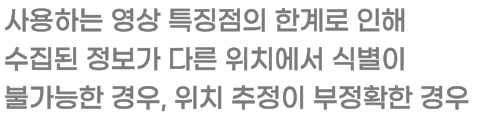 사용하는 영상 특징점의 한계로 인해
수집된 정보가 다른 위치에서 식별이
불가능한 경우, 위치 추정이 부정확한 경우